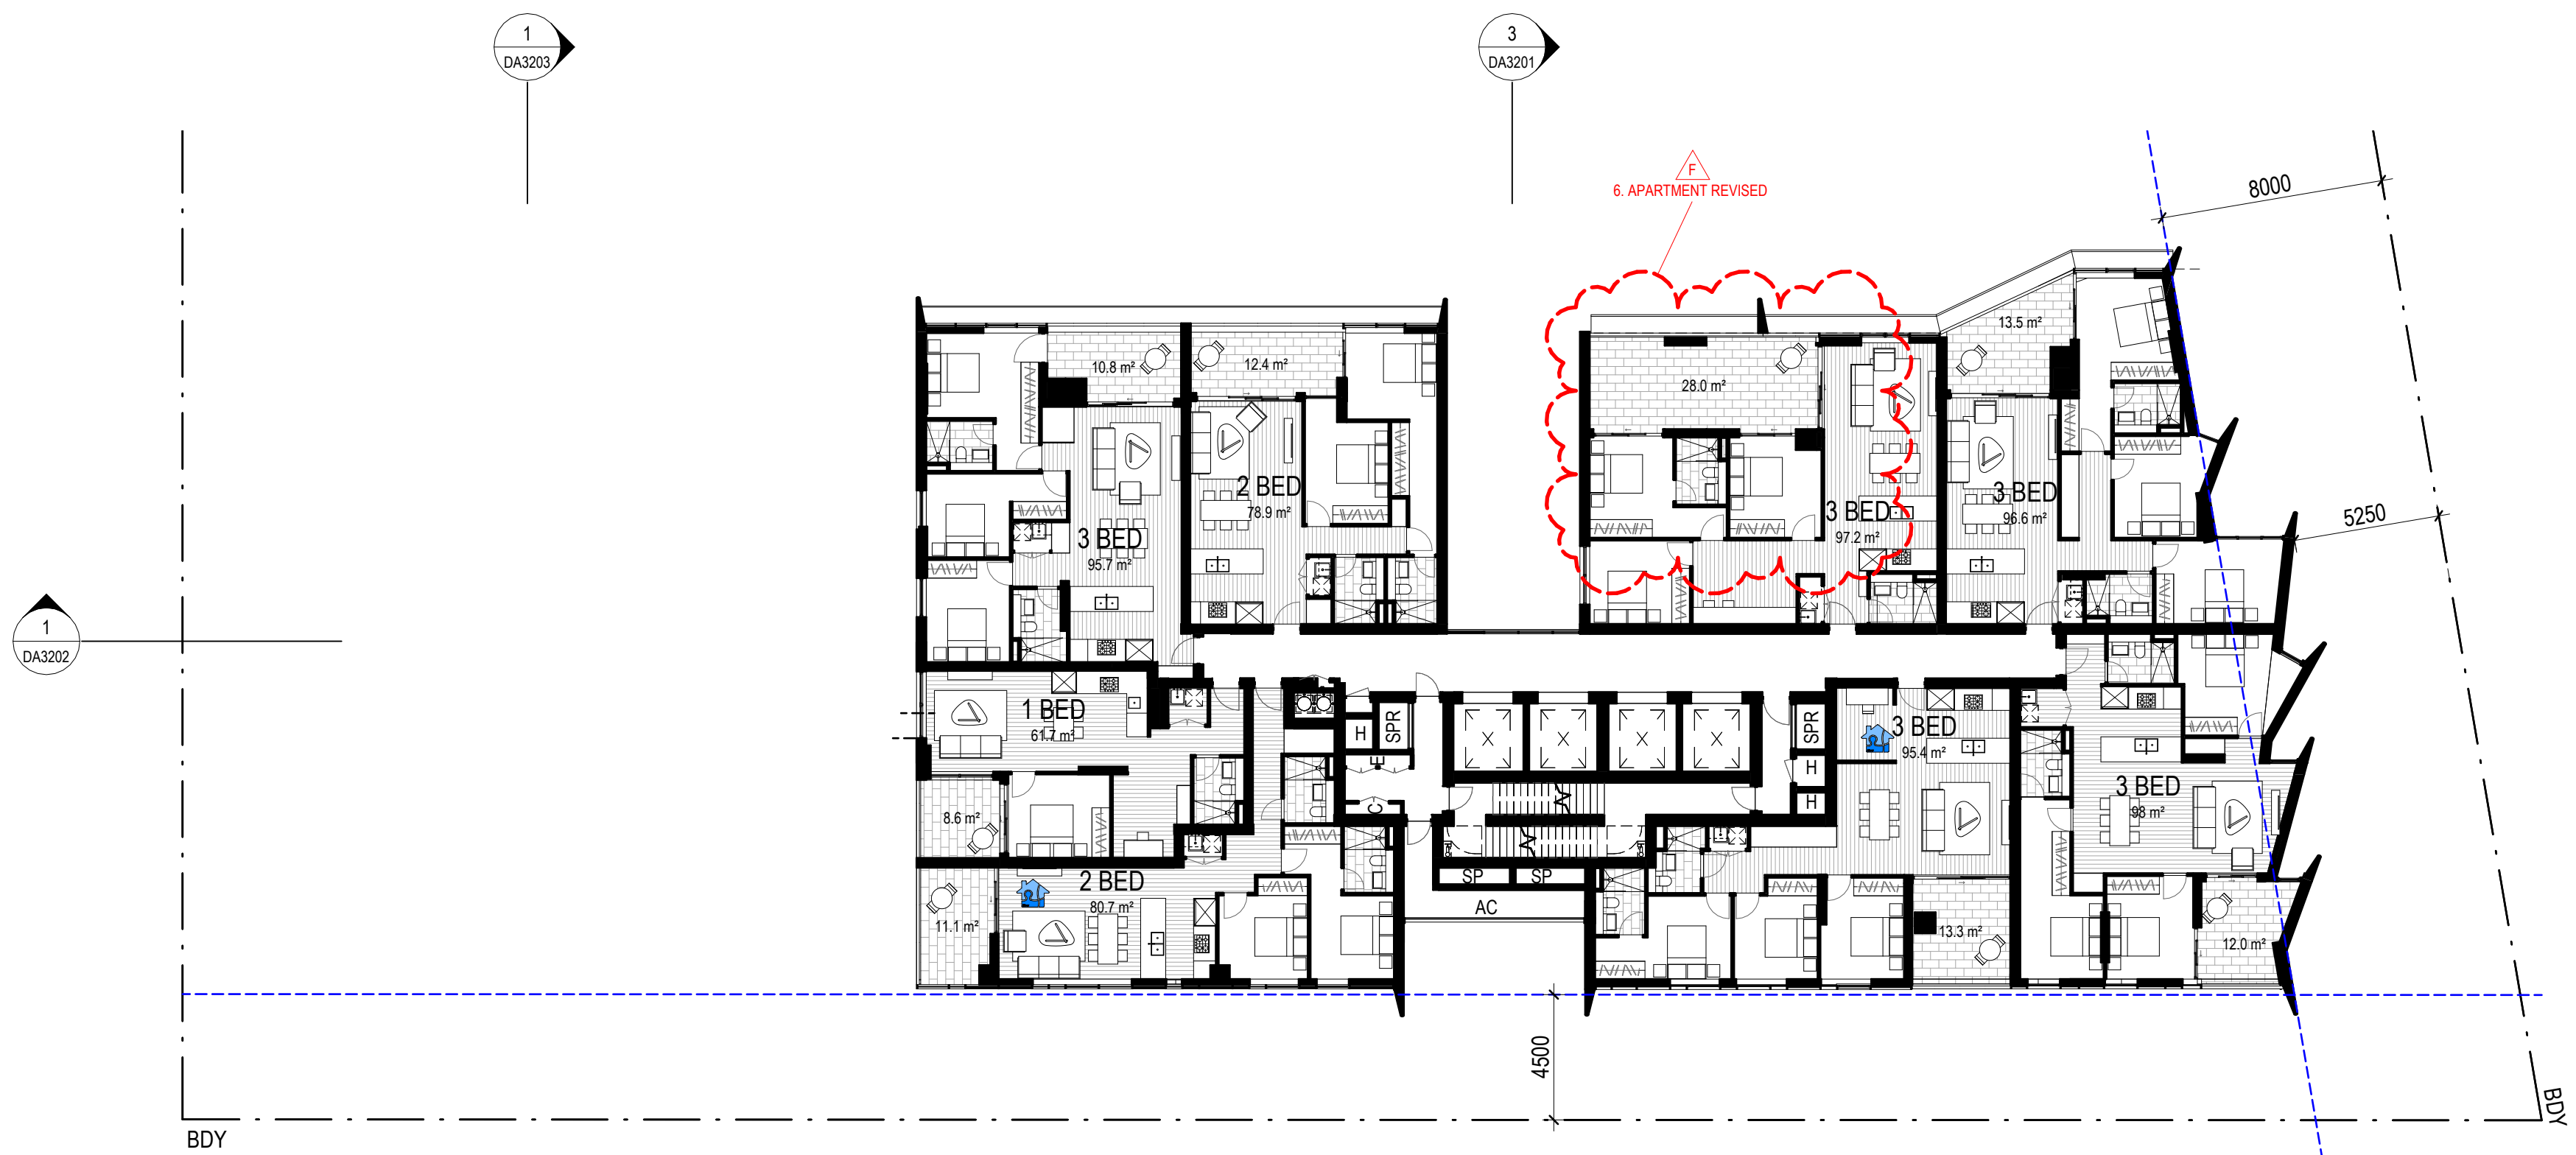 1
DA3203
3
DA3201
F
6. APARTMENT REVISED
8000
5250
10.8 m²
12.4 m²
28.0 m²
13.5 m²
2 BED
78.9 m²
3 BED
95.7 m²
3 BED
97.2 m²
3 BED
96.6 m²
1
DA3202
1 BED
61.7 m²
H
SPR
E
C
SPR
H
H
3 BED
95.4 m²
3 BED
98 m²
8.6 m²
2 BED
80.7 m²
11.1 m²
SP
SP
AC
13.3 m²
12.0 m²
4500
BDY
BDY